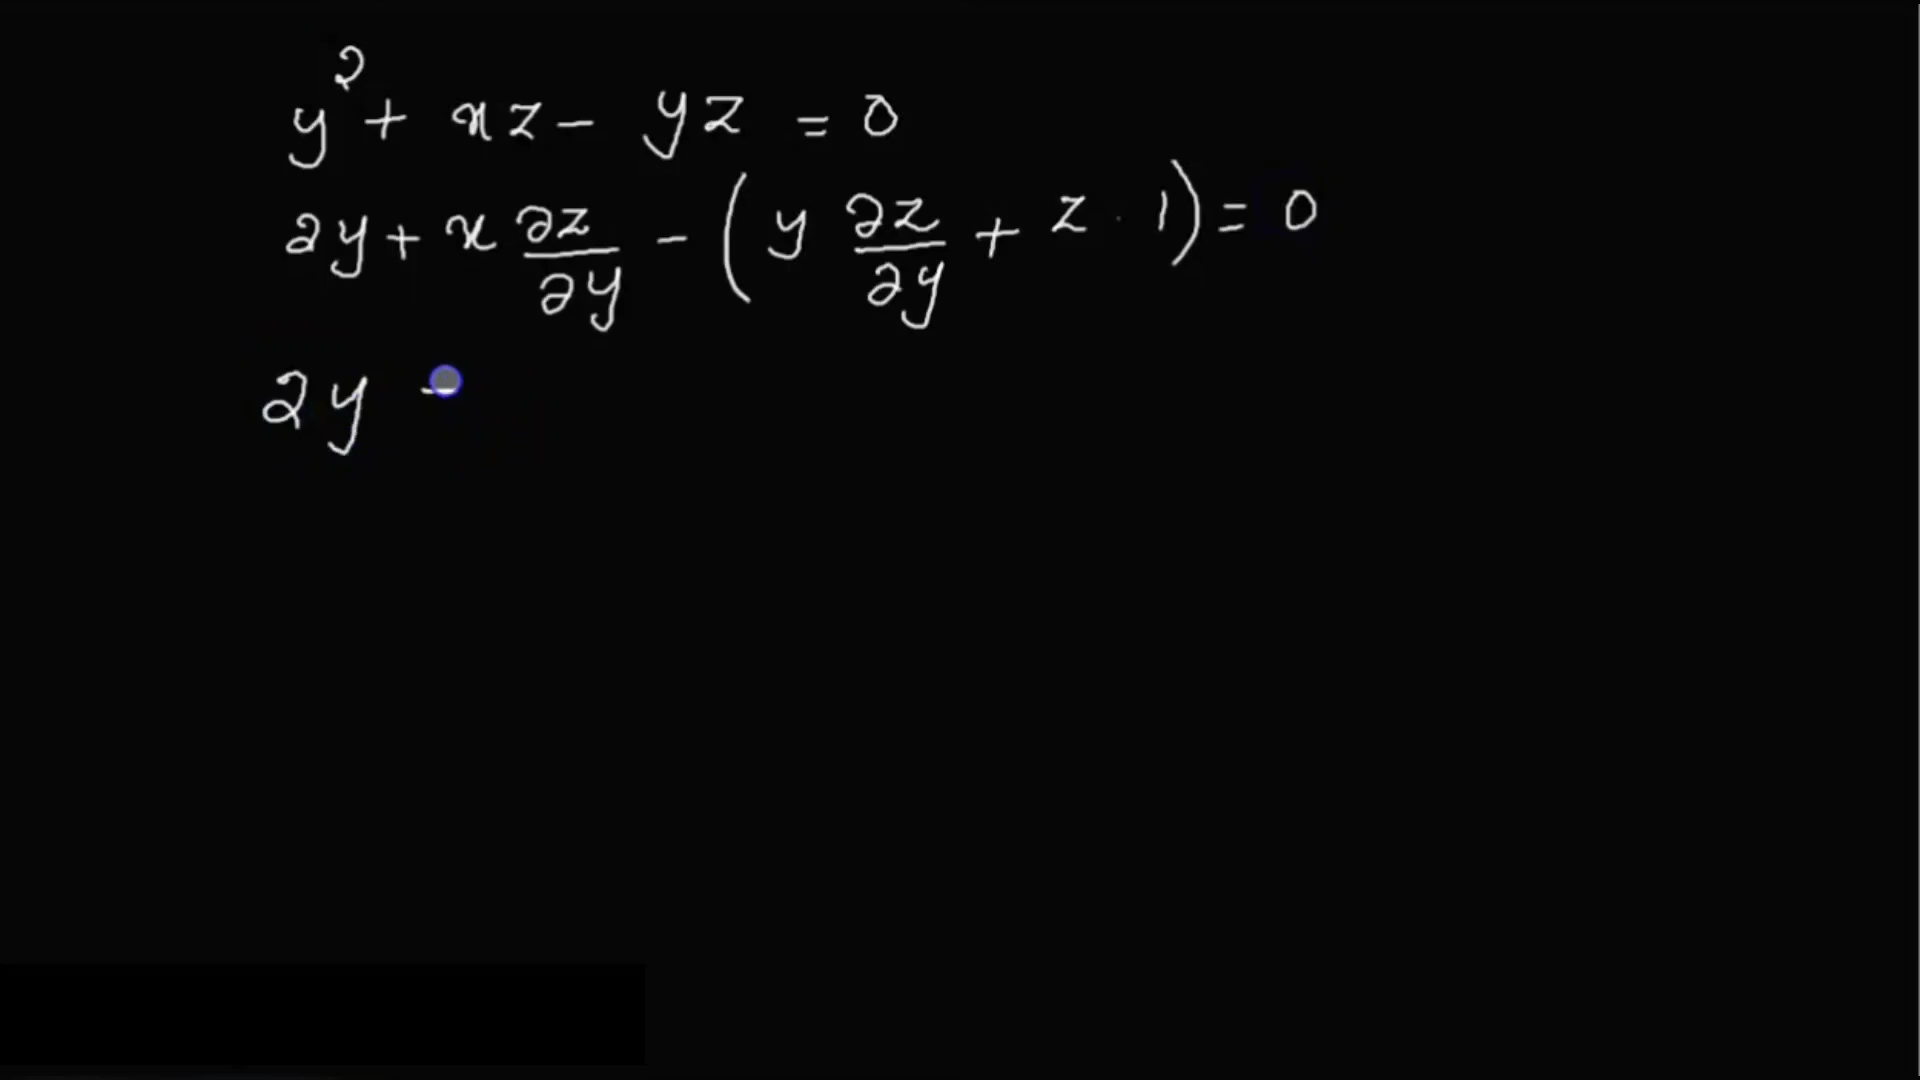 y² + xz - yz = 0
2y + x ∂z/∂y - (y ∂z/∂y + z · 1) = 0
2y -